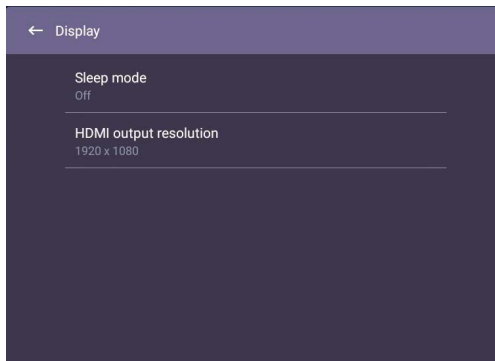 Display
Sleep mode
Off
HDMI output resolution
1920 x 1080